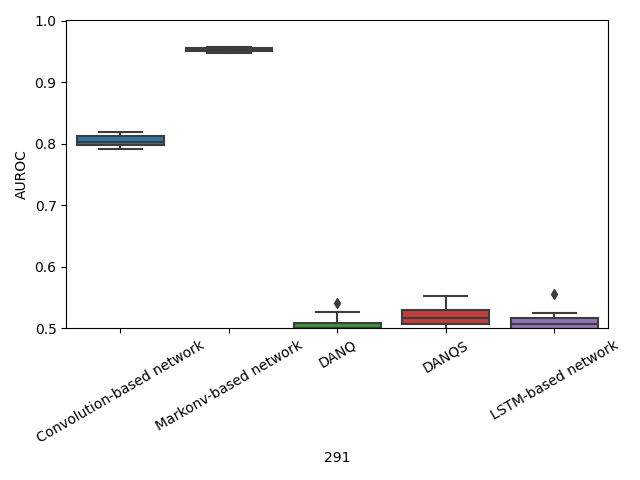 1.0
0.9
0.8
0.7
0.6
0.5
AUROC
Convolution-based network
Markonv-based network
DANQ
DANQS
LSTM-based network
291